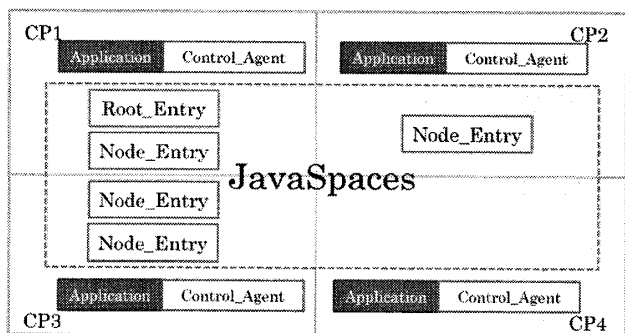 CP1
CP2
Application Control_Agent
Application Control_Agent
Root_Entry
Node_Entry
Node_Entry
JavaSpaces
Node_Entry
Node_Entry
Application Control_Agent
Application Control_Agent
CP3
CP4